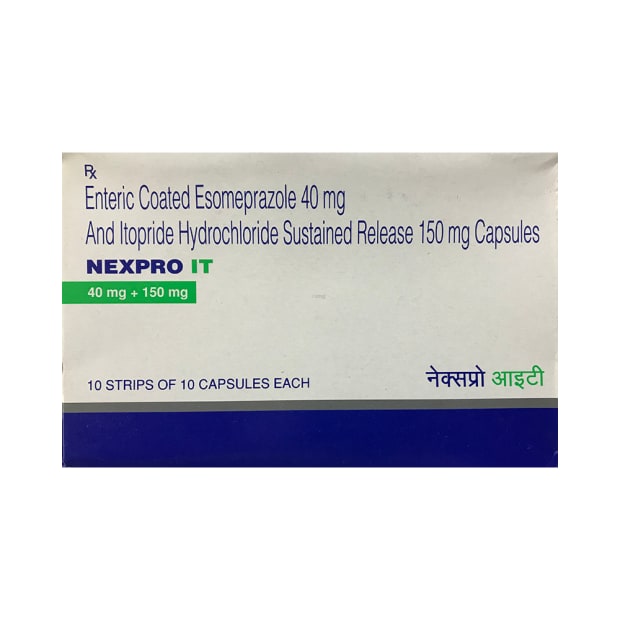 Rx
Enteric Coated Esomeprazole 40 mg
And Itopride Hydrochloride Sustained Release 150 mg Capsules
NEXPRO IT
40 mg + 150 mg
10 STRIPS OF 10 CAPSULES EACH
नेक्सप्रो आइटी